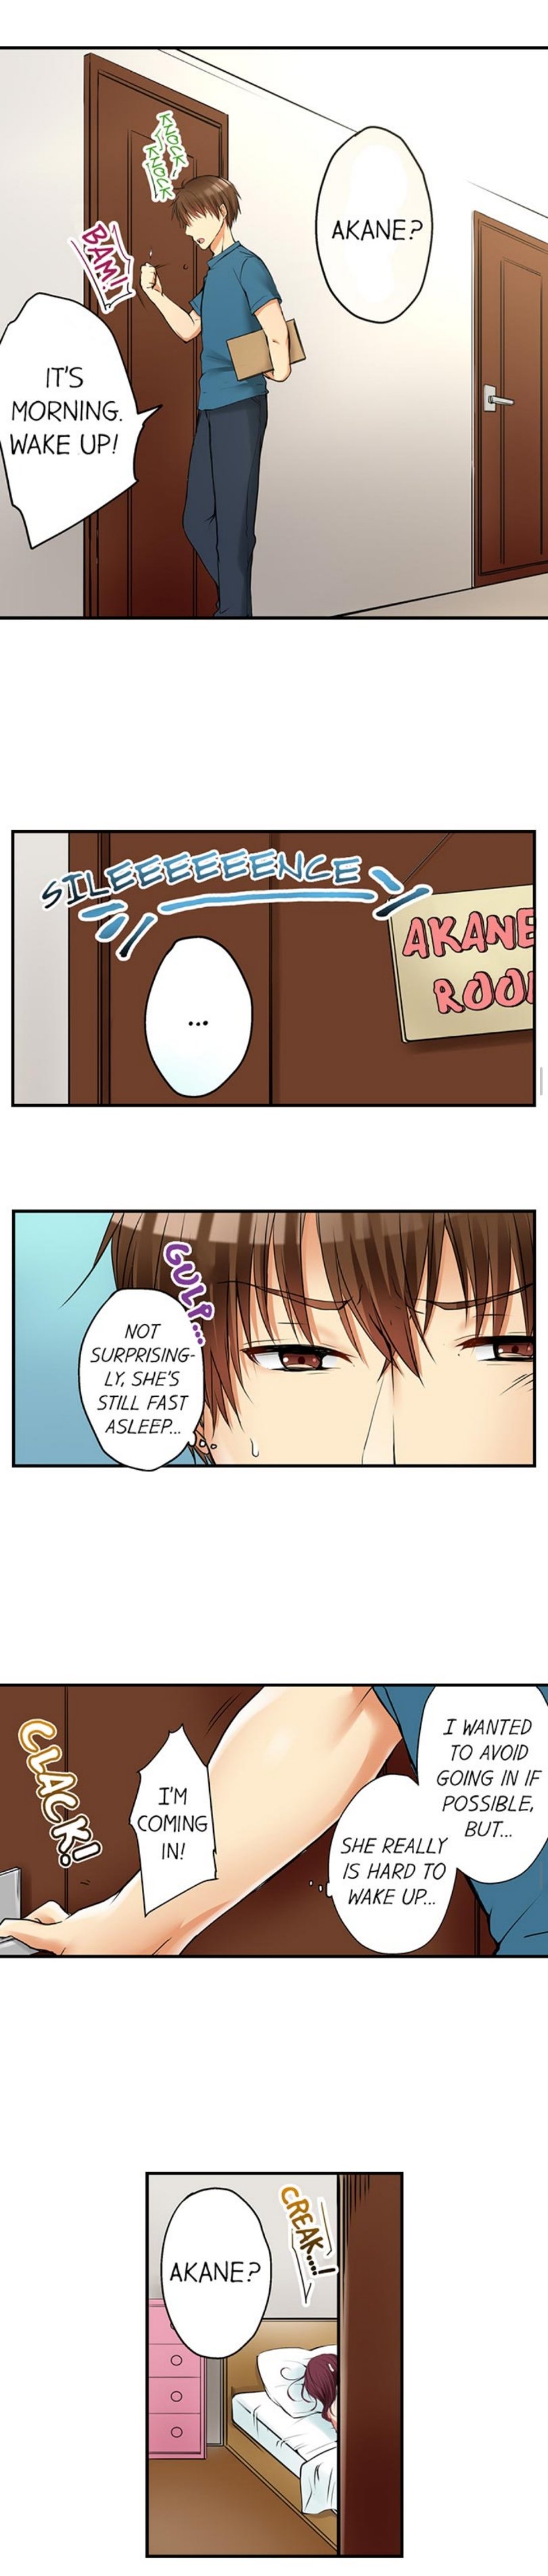 KNOCK
KNOCK
AKANE?
BAM!
IT'S
MORNING.
WAKE UP!
SILEEEEEEENCE
...
AKANE
ROO
GULP...
NOT
SURPRISING-
LY, SHE'S
STILL FAST
ASLEEP...
I WANTED
TO AVOID
GOING IN IF
POSSIBLE,
BUT...
SHE REALLY
IS HARD TO
WAKE UP...
I'M
COMING
IN!
CLACK!
CREAK...!
AKANE?